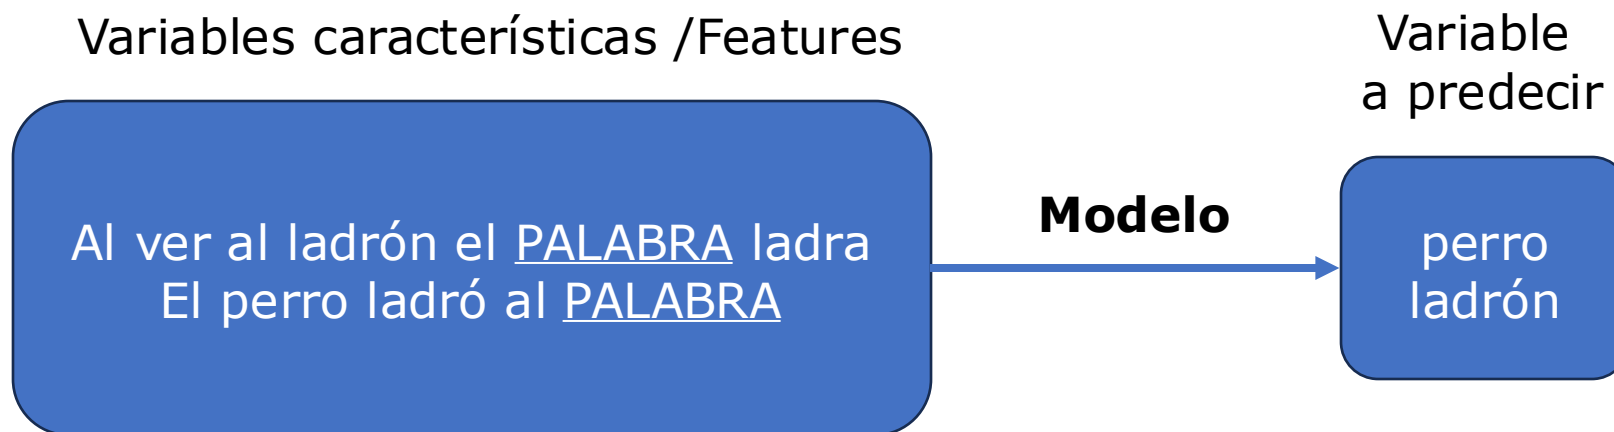 Variables características /Features
Variable
a predecir
Al ver al ladrón el PALABRA ladra
El perro ladró al PALABRA
Modelo
perro
ladrón